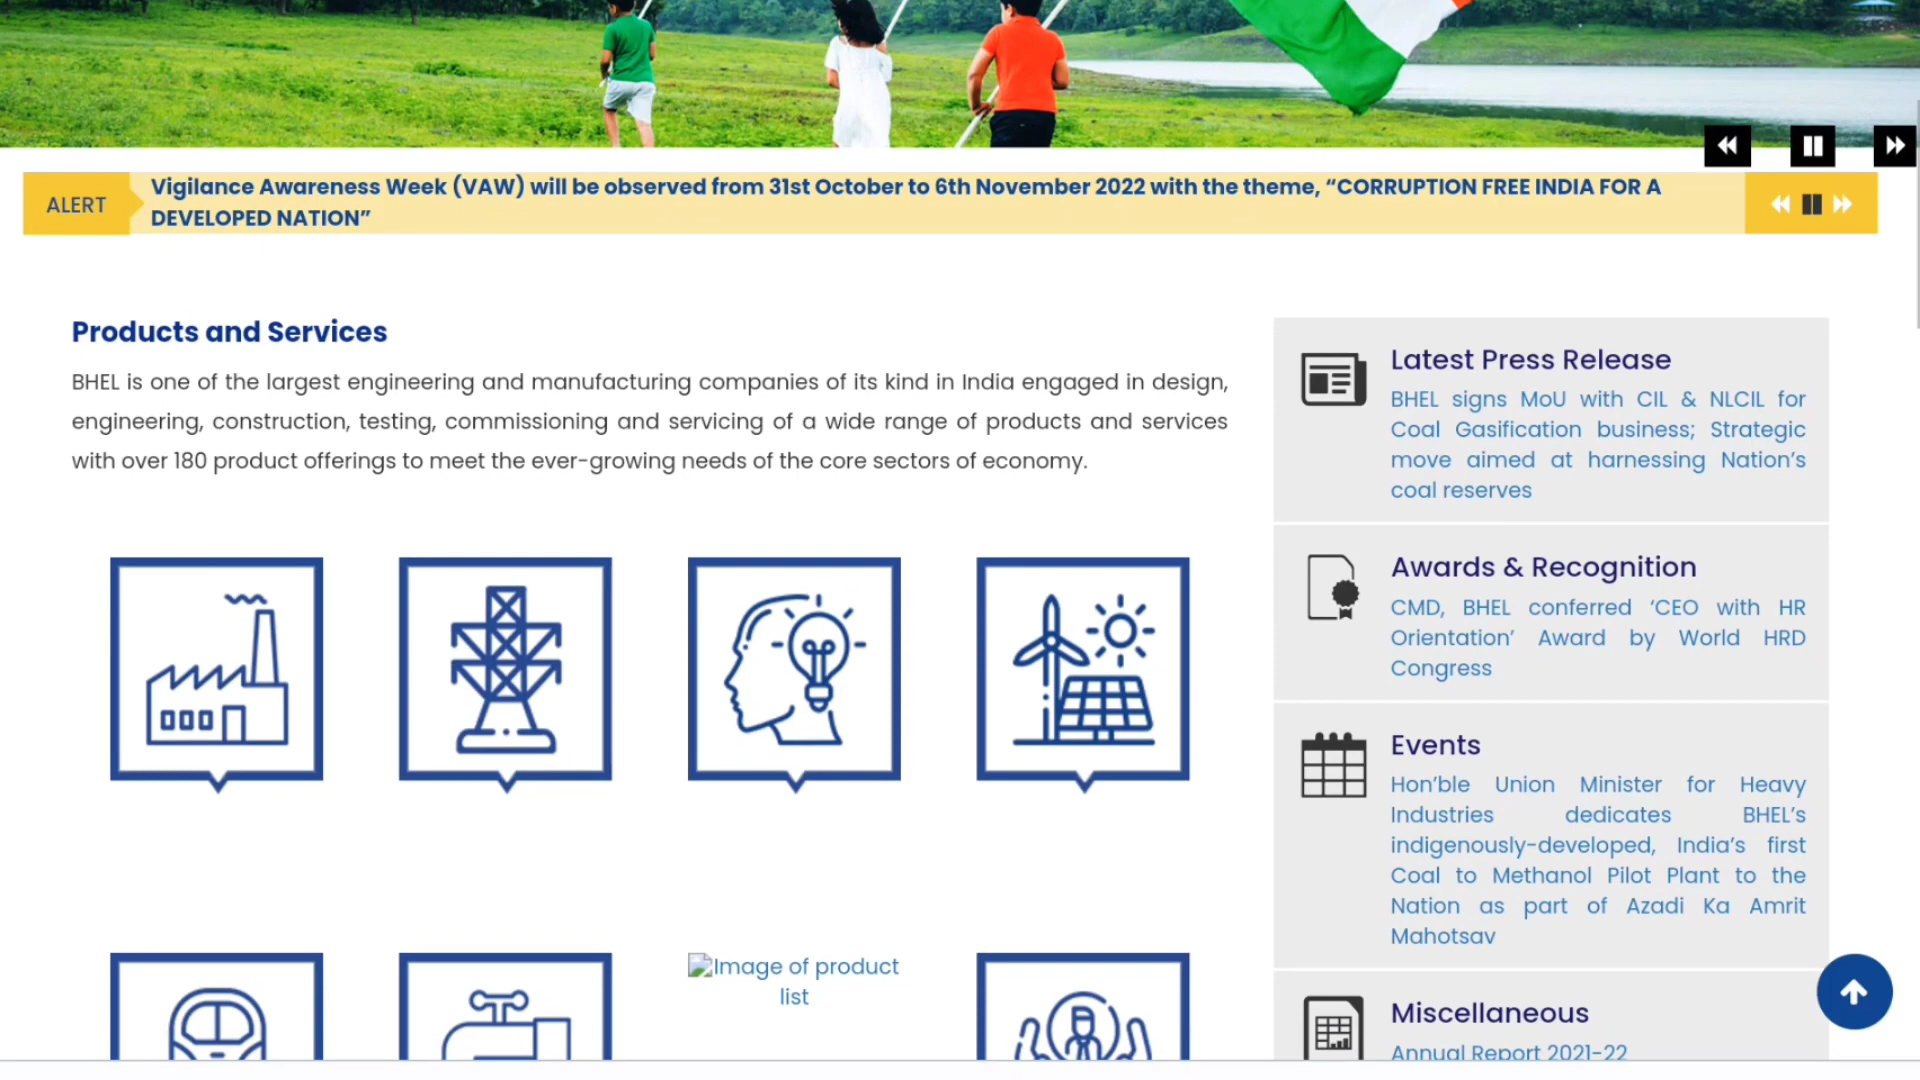 ALERT
Vigilance Awareness Week (VAW) will be observed from 31st October to 6th November 2022 with the theme, “CORRUPTION FREE INDIA FOR A
DEVELOPED NATION”
Products and Services
BHEL is one of the largest engineering and manufacturing companies of its kind in India engaged in design,
engineering, construction, testing, commissioning and servicing of a wide range of products and services
with over 180 product offerings to meet the ever-growing needs of the core sectors of economy.
Image of product
list
Latest Press Release
BHEL signs MoU with CIL & NLCIL for
Coal Gasification business; Strategic
move aimed at harnessing Nation’s
coal reserves
Awards & Recognition
CMD, BHEL conferred ‘CEO with HR
Orientation’ Award by World HRD
Congress
Events
Hon’ble Union Minister for Heavy
Industries dedicates BHEL’s
indigenously-developed, India’s first
Coal to Methanol Pilot Plant to the
Nation as part of Azadi Ka Amrit
Mahotsav
Miscellaneous
Annual Report 2021-22